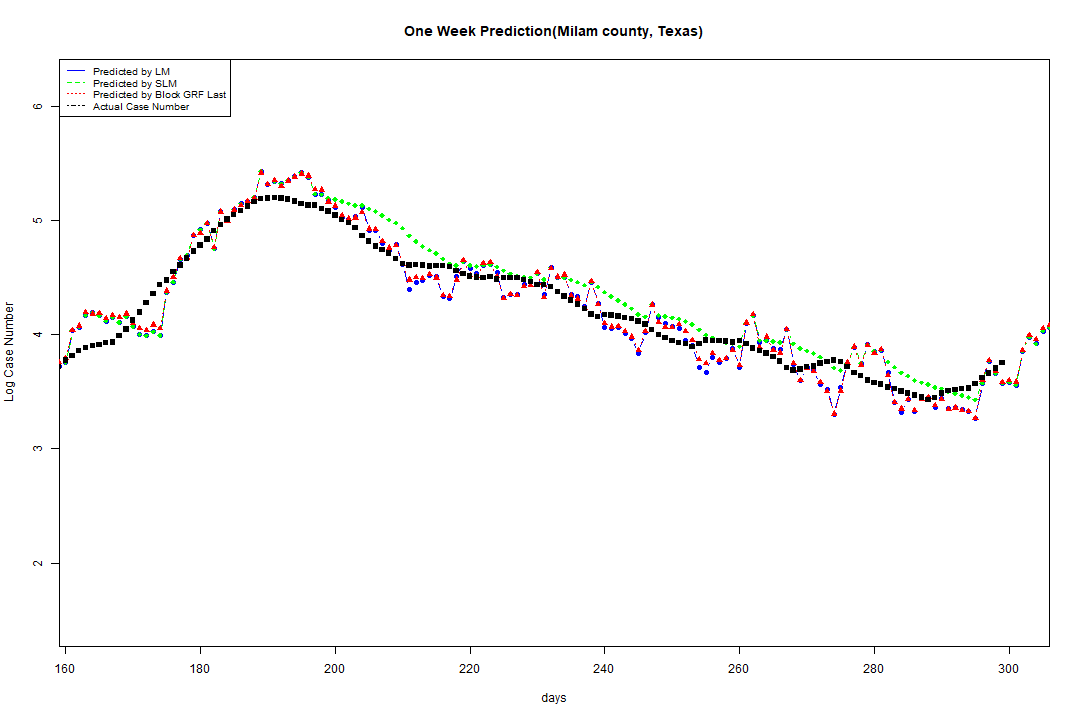 One Week Prediction(Milam county, Texas)
Predicted by LM
Predicted by SLM
Predicted by Block GRF Last
Actual Case Number
6
5
4
3
2
Log Case Number
160 180 200 220 240 260 280 300
days